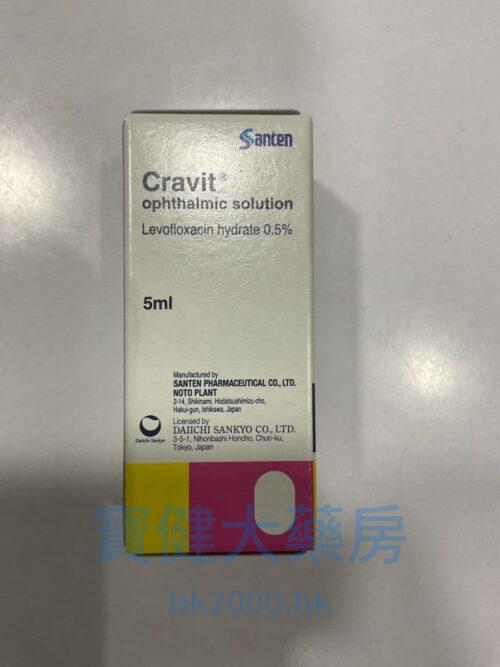 Santen
Cravit®
ophthalmic solution
Levofloxacin hydrate 0.5%
5ml
Manufactured by
SANTEN PHARMACEUTICAL CO., LTD.
NOTO PLANT
2-14, Shikinami, Hodatsushimizu-cho,
Hakui-gun, Ishikawa, Japan
Licensed by
DAIICHI SANKYO CO., LTD.
3-5-1, Nihonbashi Honcho, Chuo-ku,
Tokyo, Japan
Daiichi-Sankyo
寶健大藥房
bk2000.hk